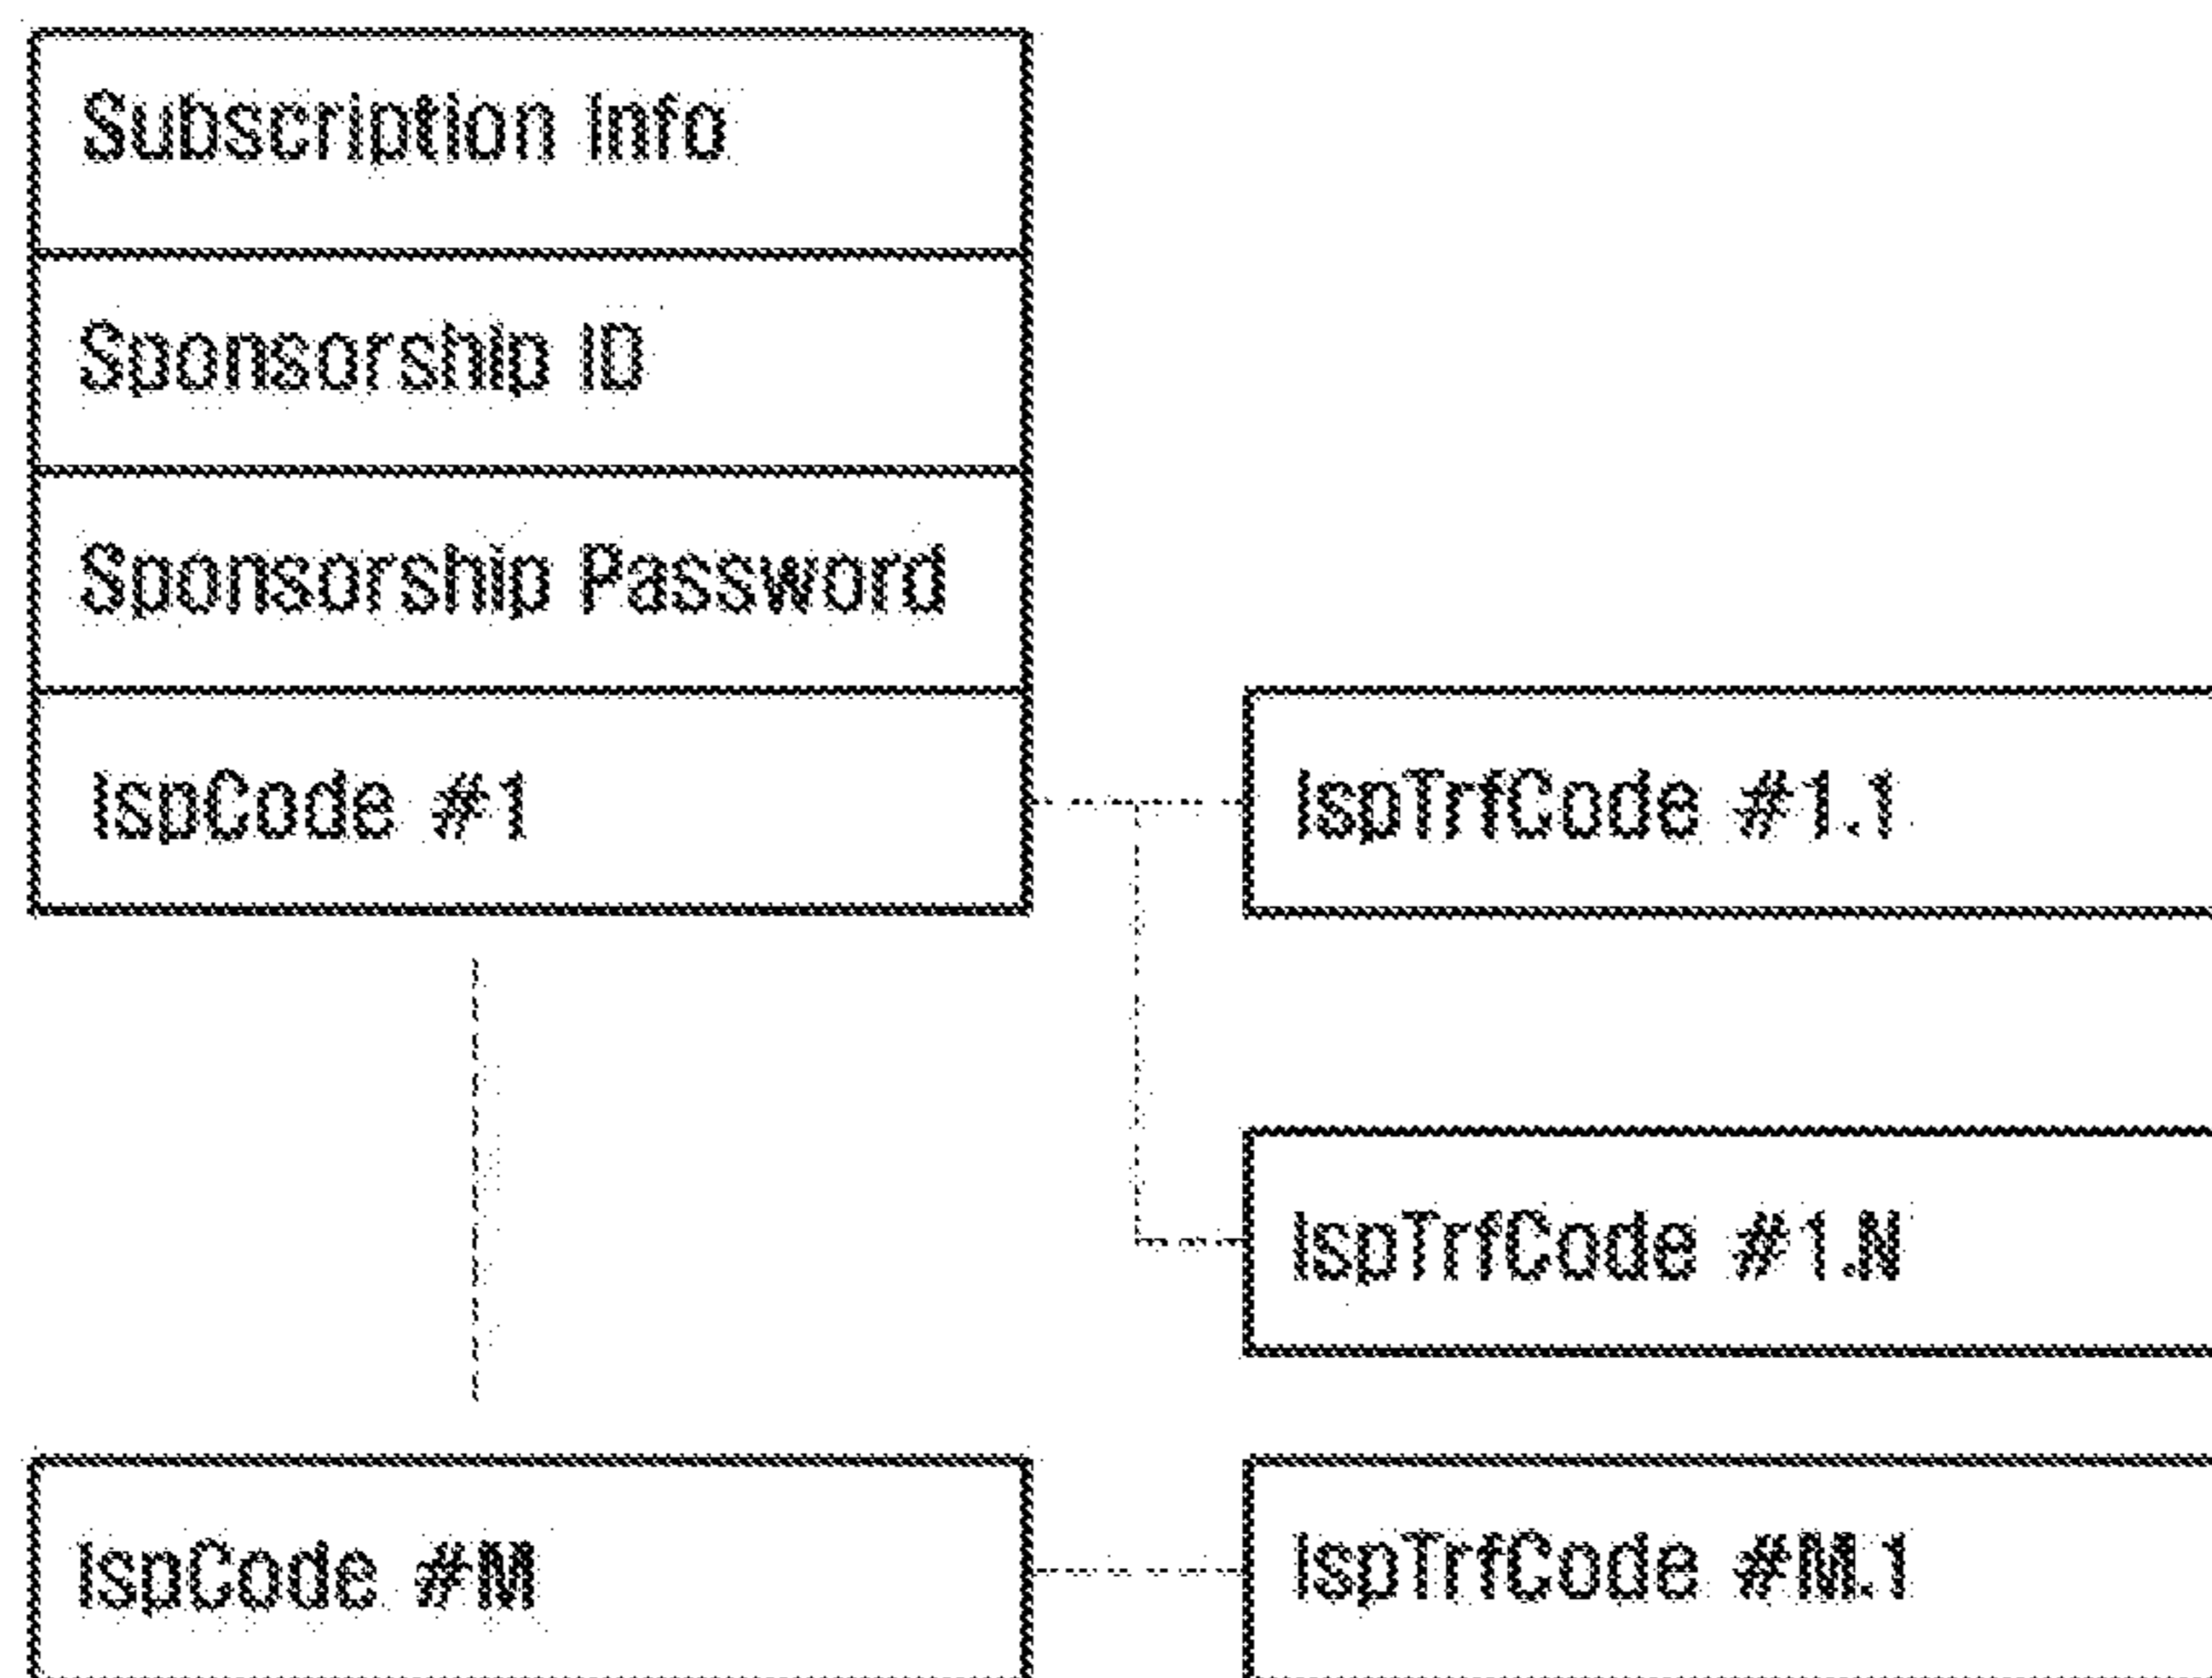 Subscription Info
Sponsorship ID
Sponsorship Password
IspCode #1
IspTrfCode #1.1
IspTrfCode #1.N
IspCode #M
IspTrfCode #M.1